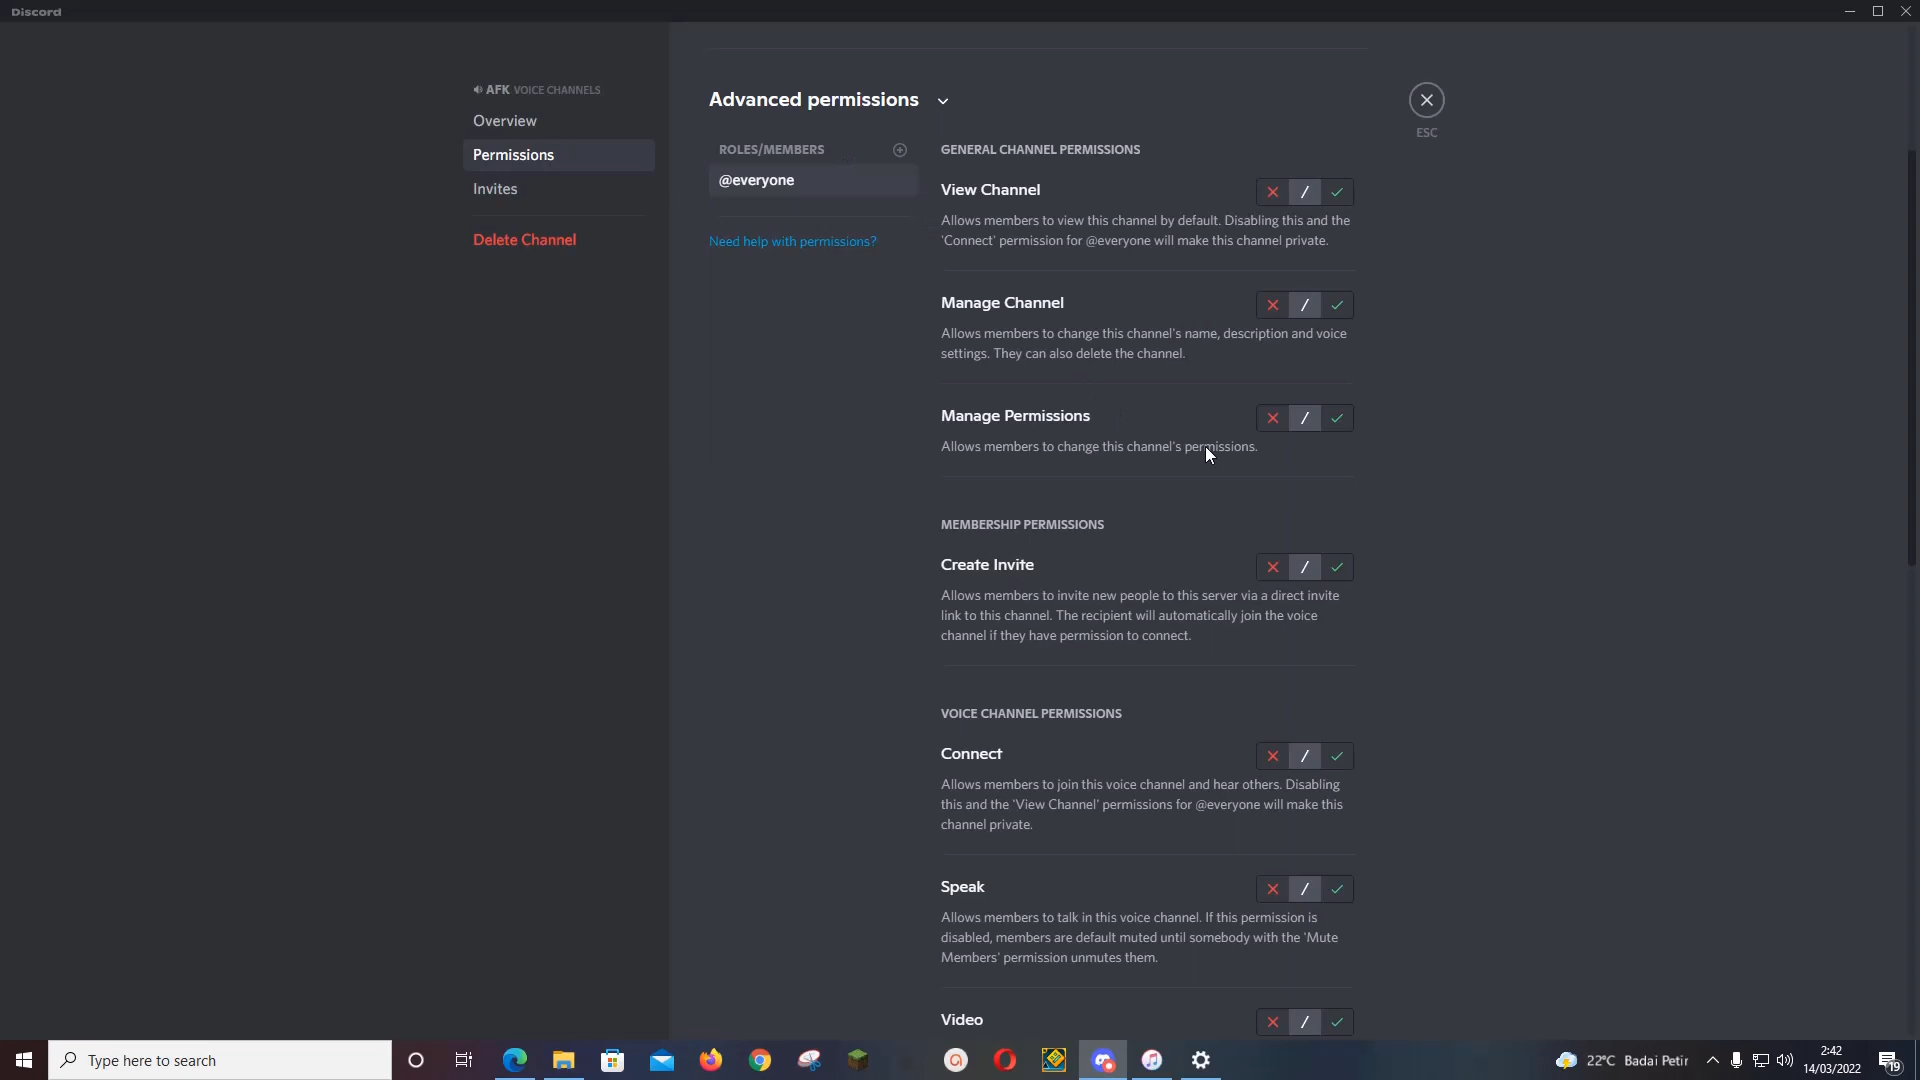 Discord
AFK VOICE CHANNELS
Overview
Permissions
Invites
Delete Channel
Advanced permissions
ESC
ROLES/MEMBERS
@everyone
Need help with permissions?
GENERAL CHANNEL PERMISSIONS
View Channel
Allows members to view this channel by default. Disabling this and the
'Connect' permission for @everyone will make this channel private.
Manage Channel
Allows members to change this channel's name, description and voice
settings. They can also delete the channel.
Manage Permissions
Allows members to change this channel's permissions.
MEMBERSHIP PERMISSIONS
Create Invite
Allows members to invite new people to this server via a direct invite
link to this channel. The recipient will automatically join the voice
channel if they have permission to connect.
VOICE CHANNEL PERMISSIONS
Connect
Allows members to join this voice channel and hear others. Disabling
this and the 'View Channel' permissions for @everyone will make this
channel private.
Speak
Allows members to talk in this voice channel. If this permission is
disabled, members are default muted until somebody with the 'Mute
Members' permission unmutes them.
Video
Type here to search
22°C Badai Petir
2:42
14/03/2022
19